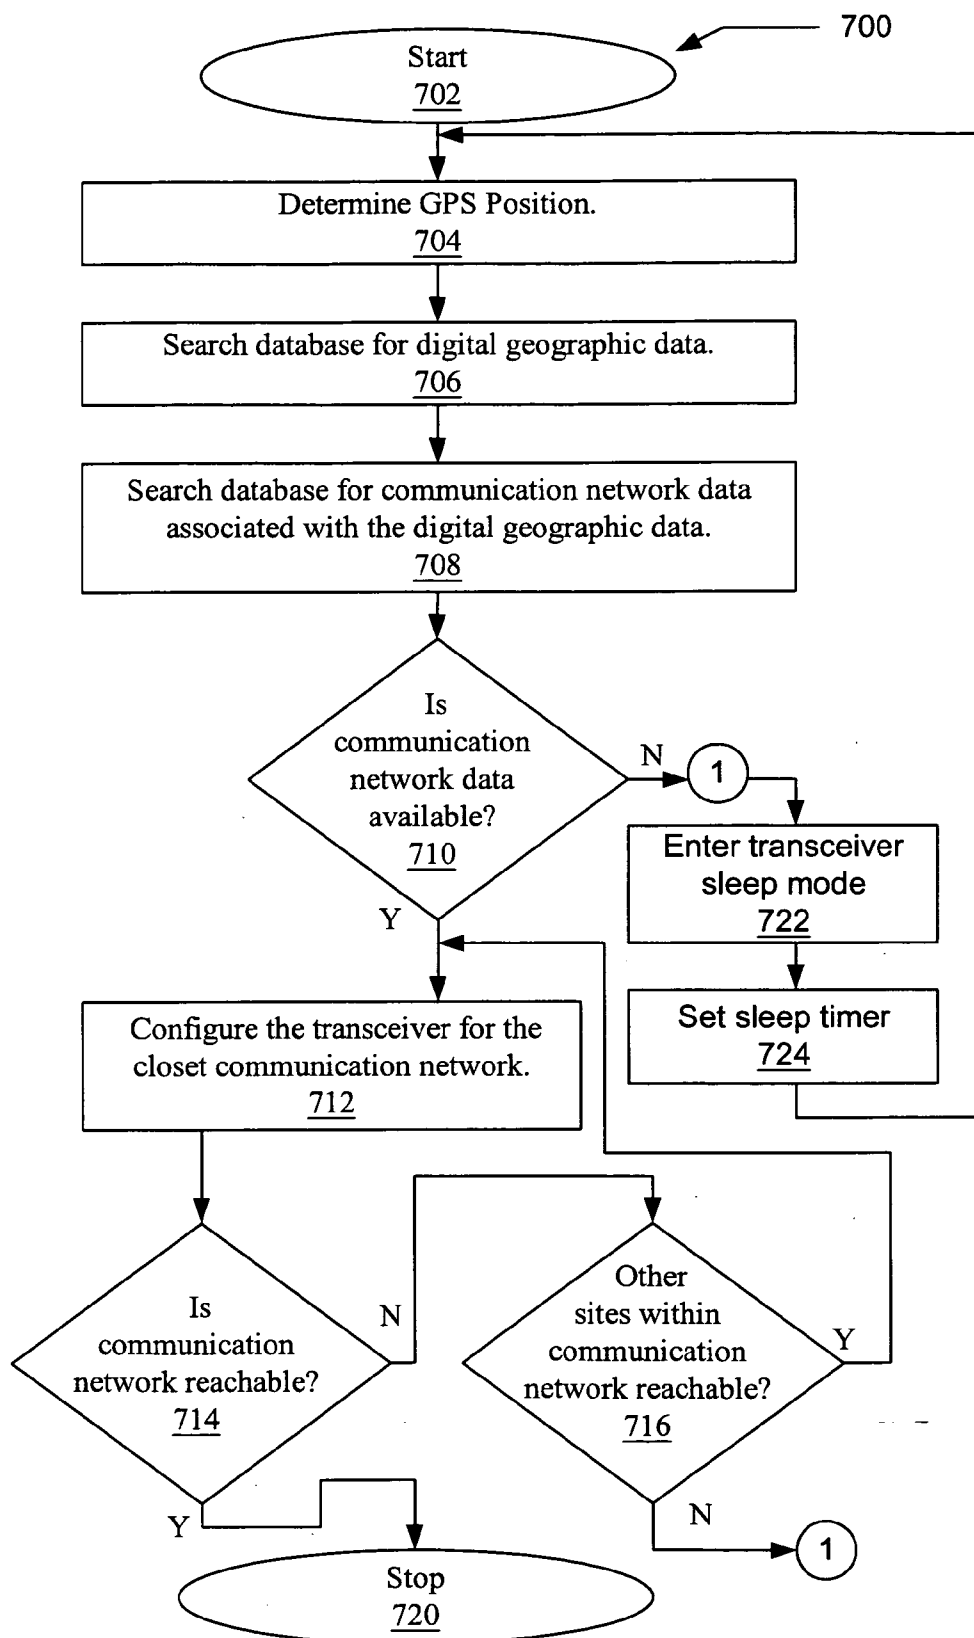 700
Start
702
Determine GPS Position.
704
Search database for digital geographic data.
706
Search database for communication network data
associated with the digital geographic data.
708
Is
communication
network data
available?
710
N
1
Y
Enter transceiver
sleep mode
722
Set sleep timer
724
Configure the transceiver for the
closet communication network.
712
Is
communication
network reachable?
714
N
Y
Other
sites within
communication
network reachable?
716
Y
N
1
Stop
720